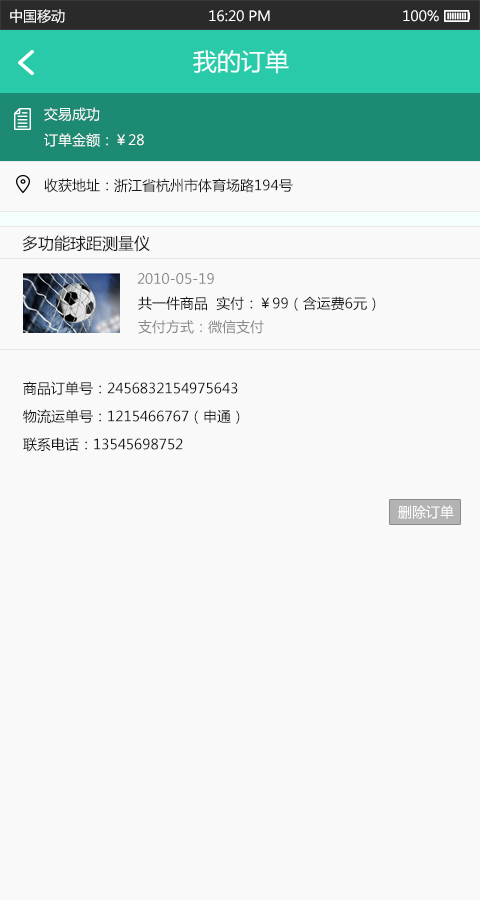 中国移动 16:20 PM 100%
我的订单
交易成功
订单金额：￥28
收获地址：浙江省杭州市体育场路194号
多功能球距测量仪
2010-05-19
共一件商品 实付：￥99（含运费6元）
支付方式：微信支付
商品订单号：2456832154975643
物流运单号：1215466767（申通）
联系电话：13545698752
删除订单